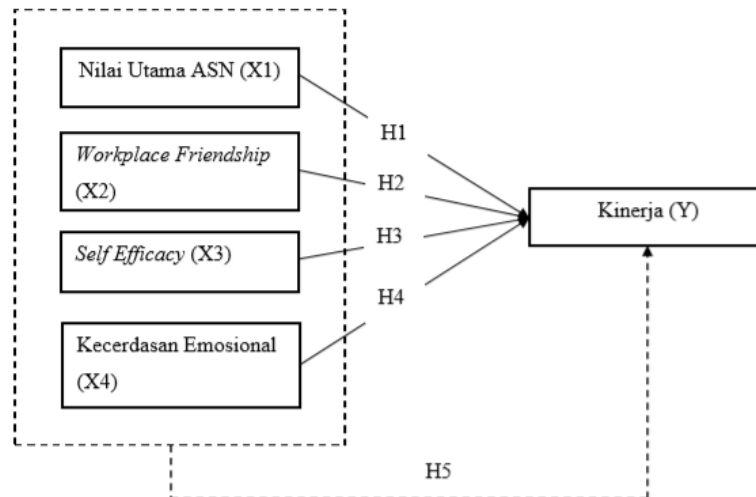 Nilai Utama ASN (X1)
H1
Workplace Friendship
(X2)
H2
Kinerja (Y)
Self Efficacy (X3)
H3
H4
Kecerdasan Emosional
(X4)
H5